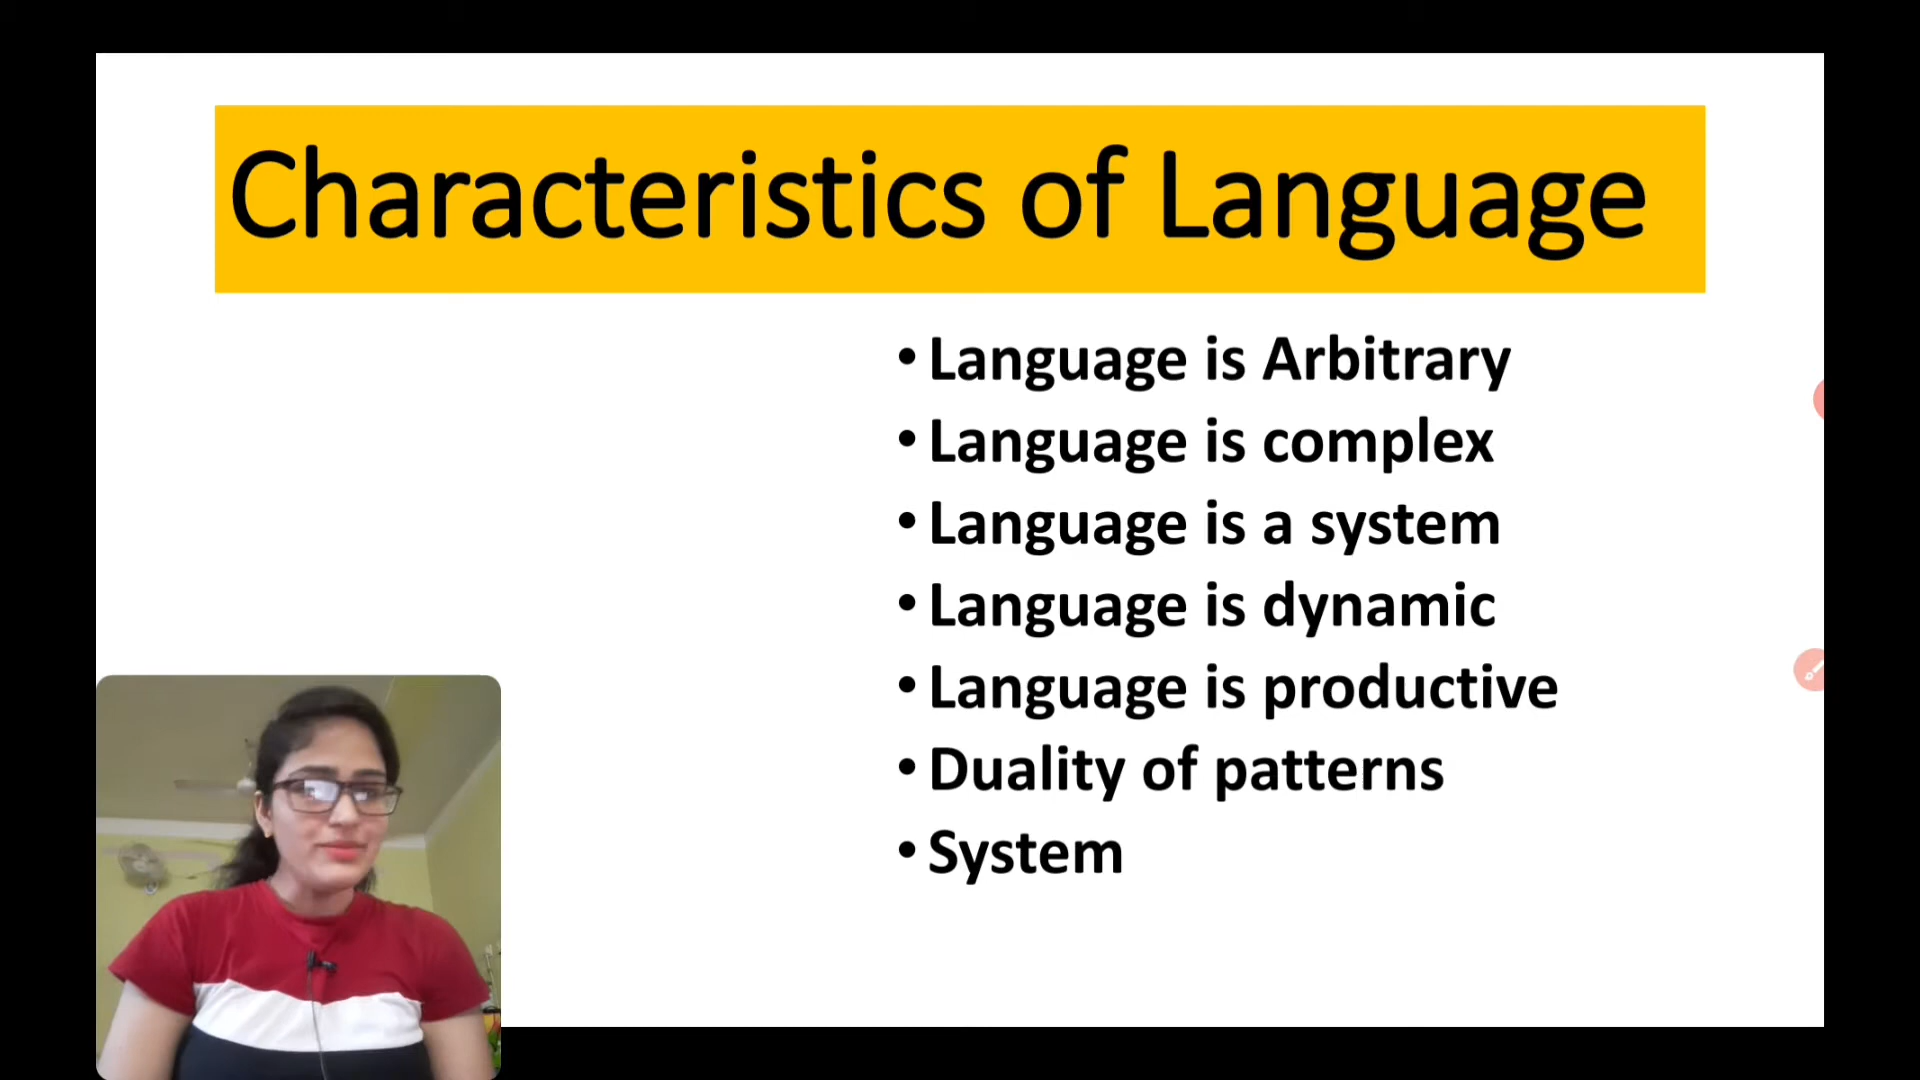 Characteristics of Language
• Language is Arbitrary
• Language is complex
• Language is a system
• Language is dynamic
• Language is productive
• Duality of patterns
• System